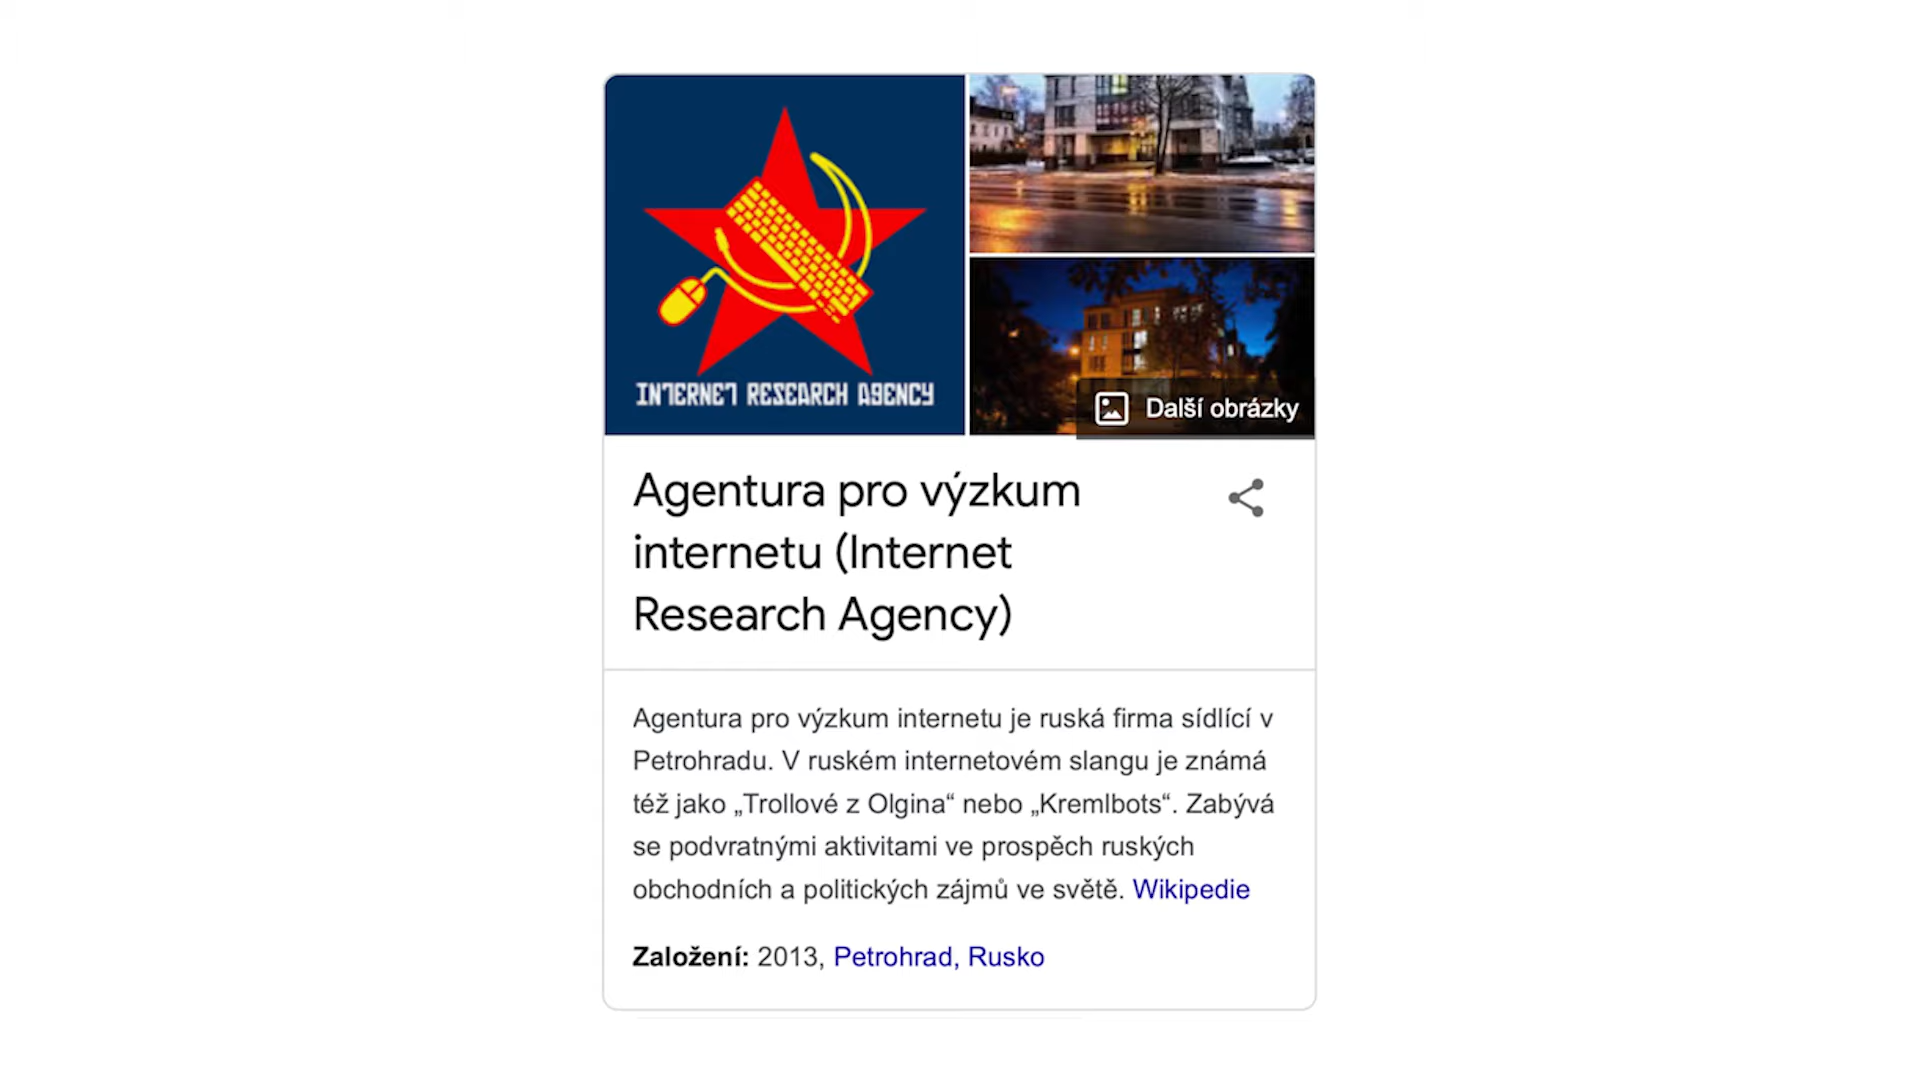 INTERNET RESEARCH AGENCY
Další obrázky
Agentura pro výzkum
internetu (Internet
Research Agency)
Agentura pro výzkum internetu je ruská firma sídlící v
Petrohradu. V ruském internetovém slangu je známá
též jako „Trollové z Olgina“ nebo „Kremlbots“. Zabývá
se podvratnými aktivitami ve prospěch ruských
obchodních a politických zájmů ve světě. Wikipedie
Založení: 2013, Petrohrad, Rusko